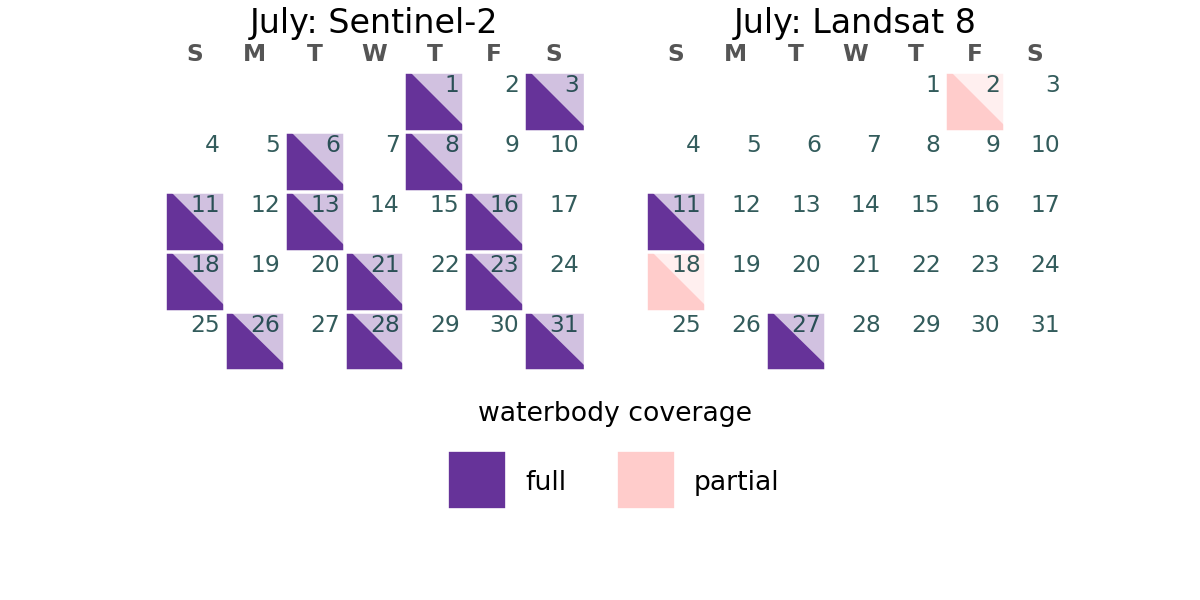 July: Sentinel-2
S M T W T F S
1 2 3
4 5 6 7 8 9 10
11 12 13 14 15 16 17
18 19 20 21 22 23 24
25 26 27 28 29 30 31
July: Landsat 8
S M T W T F S
1 2 3
4 5 6 7 8 9 10
11 12 13 14 15 16 17
18 19 20 21 22 23 24
25 26 27 28 29 30 31
waterbody coverage
full partial